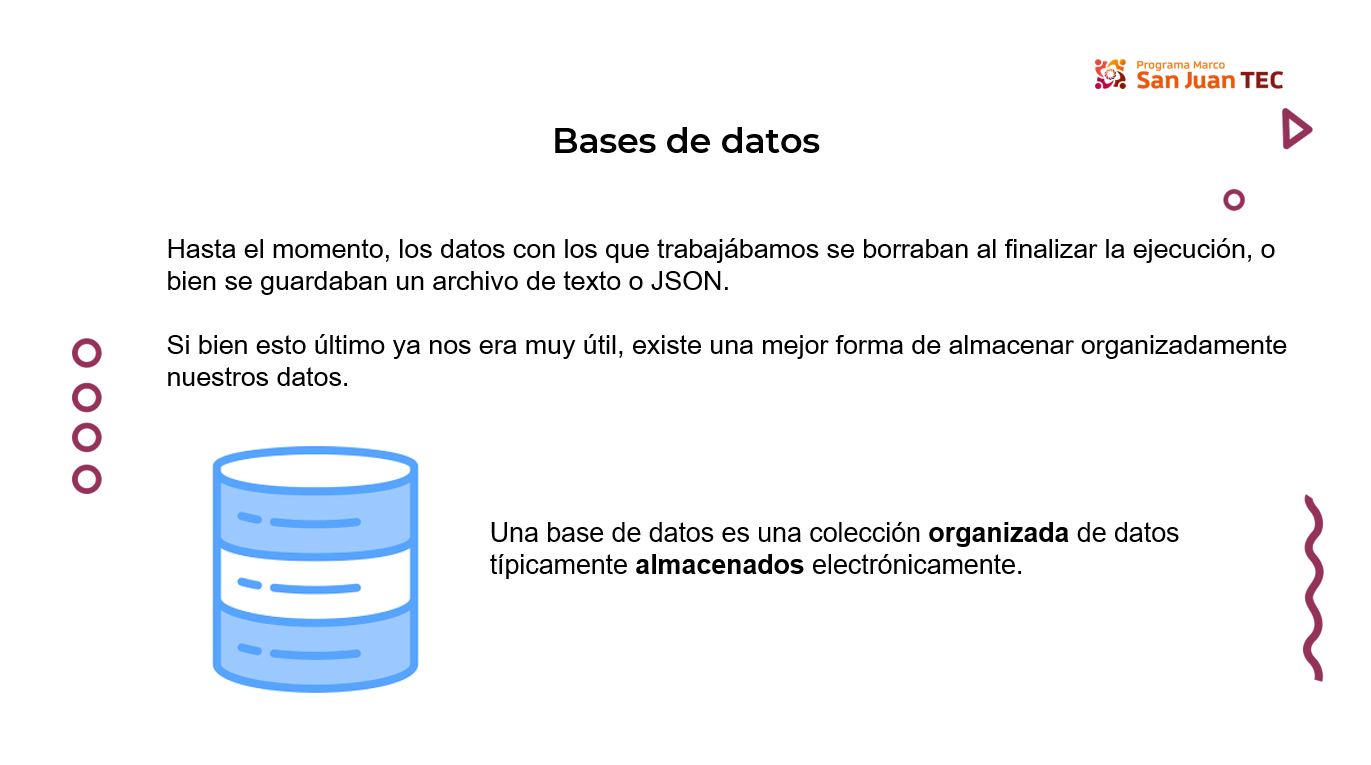 Programa Marco
San Juan TEC
Bases de datos
Hasta el momento, los datos con los que trabajábamos se borraban al finalizar la ejecución, o
bien se guardaban un archivo de texto o JSON.
Si bien esto último ya nos era muy útil, existe una mejor forma de almacenar organizadamente
nuestros datos.
Una base de datos es una colección organizada de datos
típicamente almacenados electrónicamente.